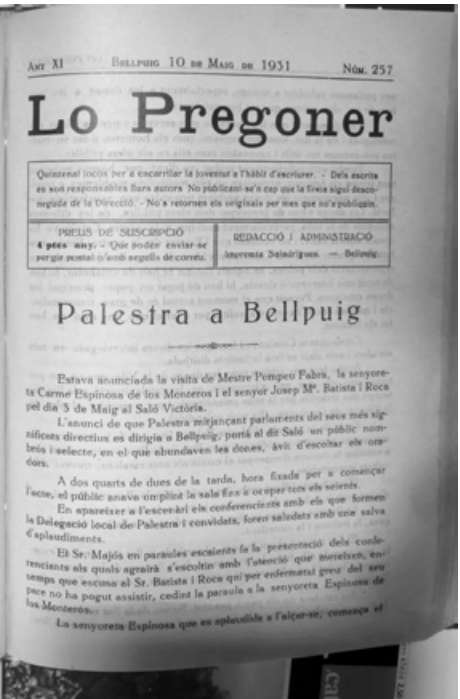 ANY XI BELLPUIG 10 DE MAIG DE 1931 NÚM. 257
Lo Pregoner
Quinzenal jocós per a encarrilar la joventut a l'hàbit d'escriurer. - Dels escrits
en son responsables llurs autors. No publicant-se'n cap que la firma sigui desco-
neguda de la Direcció. - No's retornen els originals per mes que no's publiquin.
PREUS DE SUSCRIPCIÓ
4 ptes any. - Que poden enviar-se
per gir postal o amb segells de correu.
REDACCIÓ I ADMINISTRACIÓ
Imprenta Saladrigues. — Bellpuig
Palestra a Bellpuig
Estava anunciada la visita de Mestre Pompeu Fabra, la senyore-
ta Carme Espinosa de los Monteros i el senyor Josep Mª. Batista i Roca
pel dia 3 de Maig al Saló Victòria.
L'anunci de que Palestra mitjançant parlaments del seus més sig-
nificats directius es dirigia a Bellpuig, portà al dit Saló un públic nom-
brós i selecte, en el que abundaven les dones, àvit d'escoltar els ora-
dors.
A dos quarts de dues de la tarda, hora fixada per a començar
l'acte, el públic anava omplint la sala fins a ocupar tots els seients.
En apareixer a l'escenàri els conferenciants amb els que formen
la Delegació local de Palestra i convidats, foren saludats amb una salva
d'aplaudiments.
El Sr. Majós en paraules escaients fa la presentació dels confe-
renciants als quals agrairà s'escoltin amb l'atenció que mereixen, en-
temps que escusa al Sr. Batista i Roca qui per enfermetat greu del seu
pare no ha pogut assistir, cedint la paraula a la senyoreta Espinosa de
los Monteros.
La senyoreta Espinosa que es aplaudida a l'alçar-se, comença el
.cat